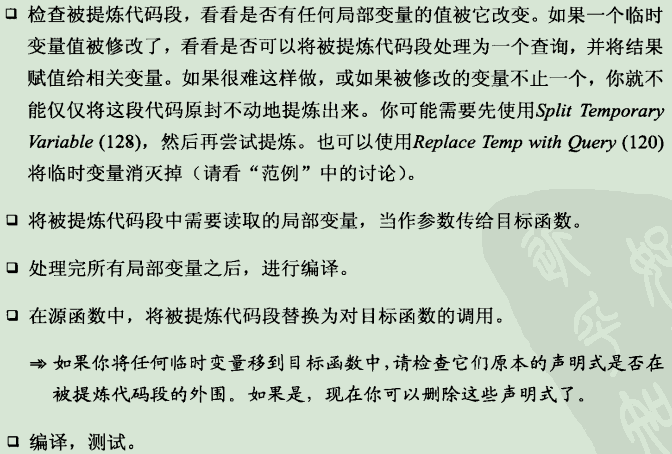 检查被提炼代码段，看看是否有任何局部变量的值被它改变。如果一个临时
变量值被修改了，看看是否可以将被提炼代码段处理为一个查询，并将结果
赋值给相关变量。如果很难这样做，或如果被修改的变量不止一个，你就不
能仅仅将这段代码原封不动地提炼出来。你可能需要先使用Split Temporary
Variable (128)，然后再尝试提炼。也可以使用Replace Temp with Query (120)
将临时变量消灭掉（请看“范例”中的讨论）。
将被提炼代码段中需要读取的局部变量，当作参数传给目标函数。
处理完所有局部变量之后，进行编译。
在源函数中，将被提炼代码段替换为对目标函数的调用。
⇒ 如果你将任何临时变量移到目标函数中,请检查它们原本的声明式是否在
被提炼代码段的外围。如果是，现在你可以删除这些声明式了。
编译，测试。